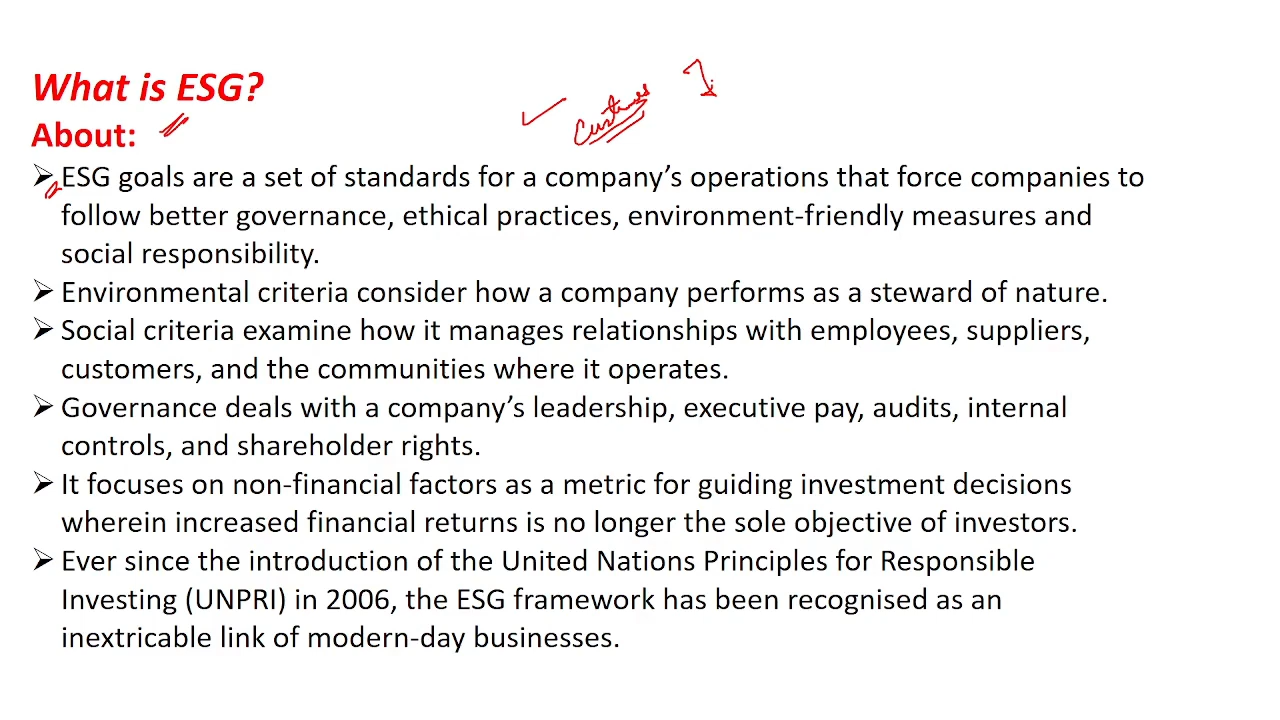 What is ESG?
About:
Customers
➢ ESG goals are a set of standards for a company’s operations that force companies to
follow better governance, ethical practices, environment-friendly measures and
social responsibility.
➢ Environmental criteria consider how a company performs as a steward of nature.
➢ Social criteria examine how it manages relationships with employees, suppliers,
customers, and the communities where it operates.
➢ Governance deals with a company’s leadership, executive pay, audits, internal
controls, and shareholder rights.
➢ It focuses on non-financial factors as a metric for guiding investment decisions
wherein increased financial returns is no longer the sole objective of investors.
➢ Ever since the introduction of the United Nations Principles for Responsible
Investing (UNPRI) in 2006, the ESG framework has been recognised as an
inextricable link of modern-day businesses.